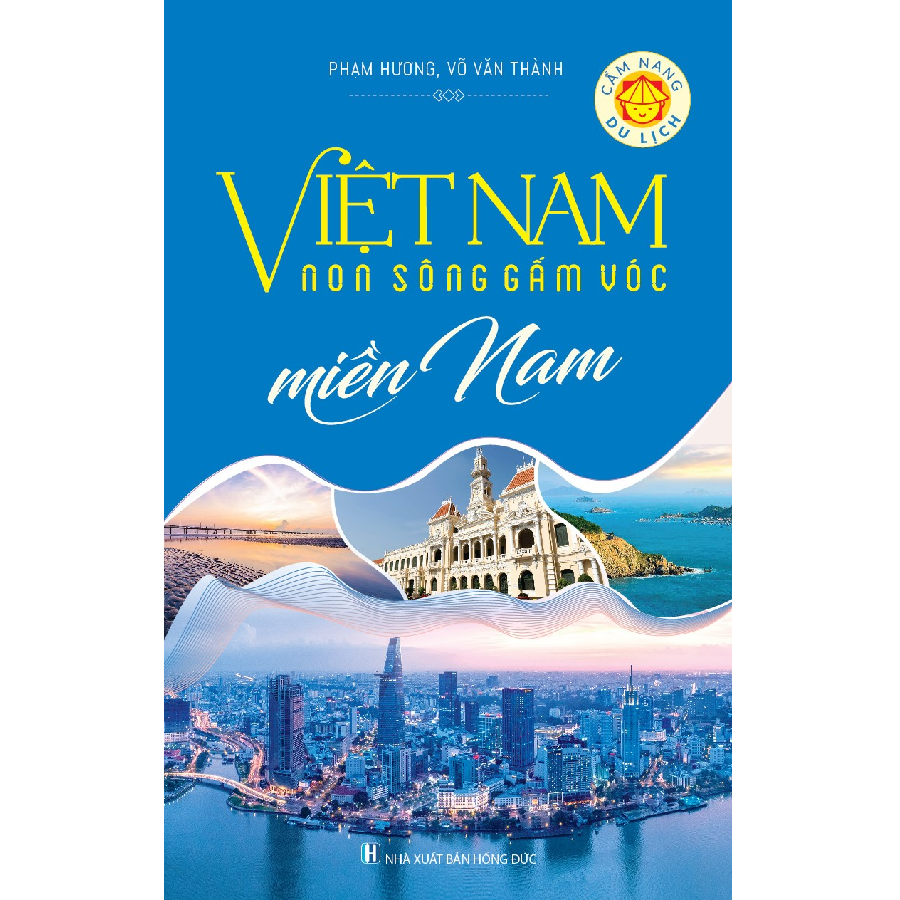 PHẠM HƯƠNG, VÕ VĂN THÀNH
CẨM NANG
DU LỊCH
VIỆT NAM
NON SÔNG GẤM VÓC
miền Nam
H NHÀ XUẤT BẢN HỒNG ĐỨC